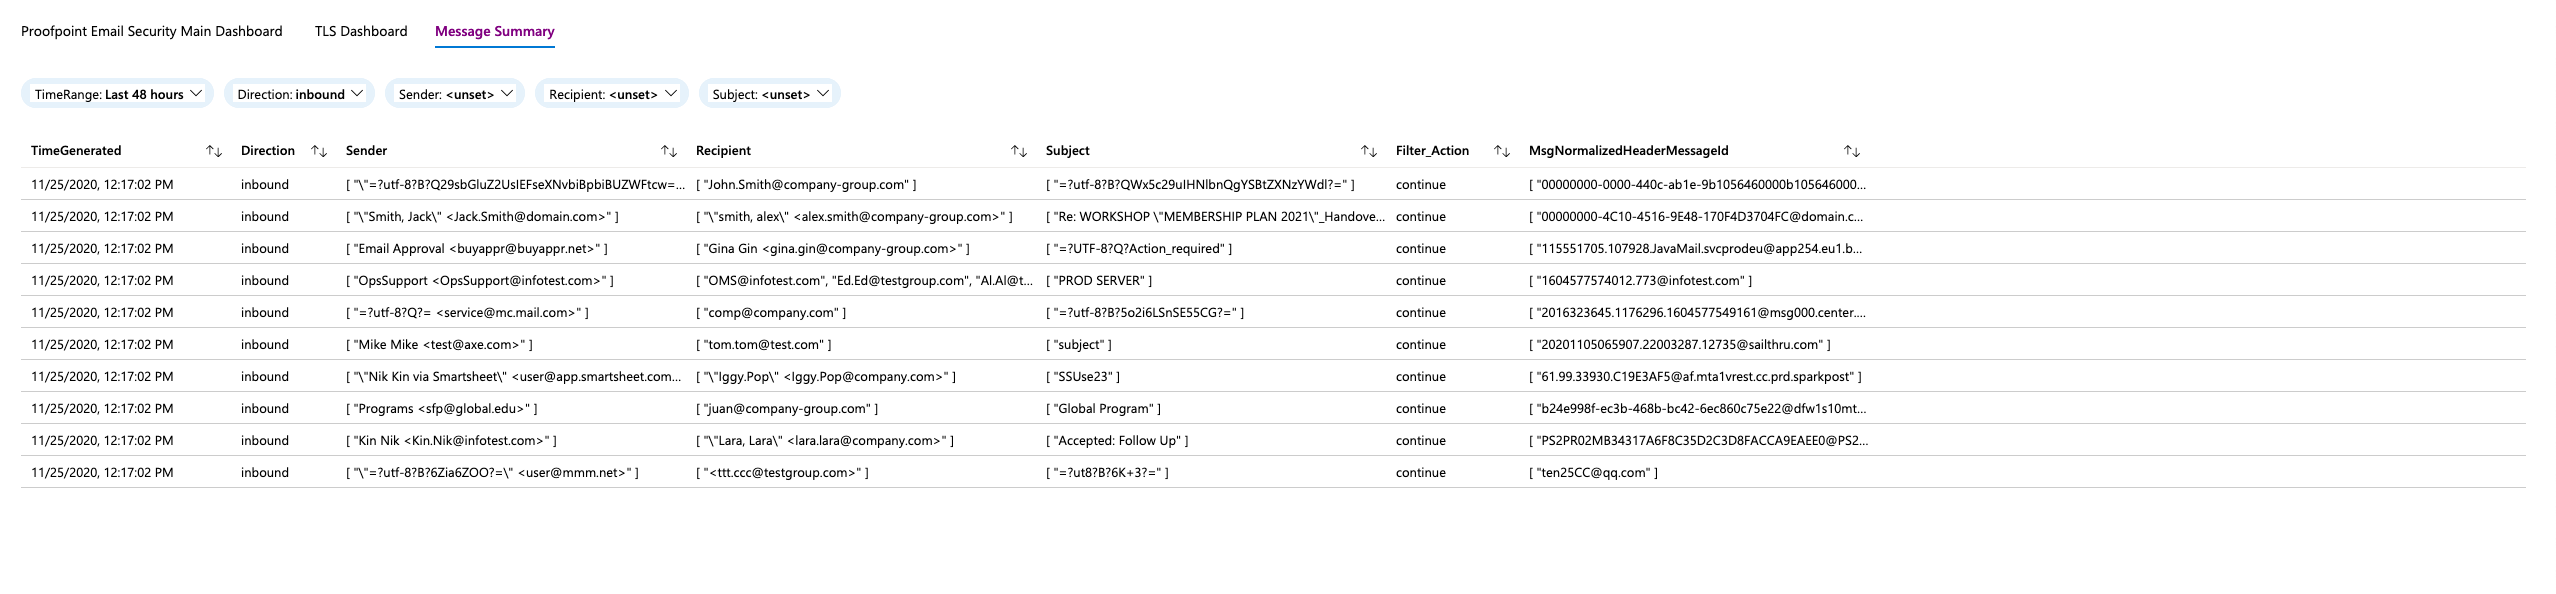 Proofpoint Email Security Main Dashboard TLS Dashboard Message Summary
TimeRange: Last 48 hours Direction: inbound Sender: <unset> Recipient: <unset> Subject: <unset>
TimeGenerated Direction Sender Recipient Subject Filter_Action MsgNormalizedHeaderMessageId
11/25/2020, 12:17:02 PM inbound [ "\"=?utf-8?B?Q29sbGluZ2UsIEFseXNvbiBpbiBUZWFtcw=... [ "John.Smith@company-group.com" ] [ "=?utf-8?B?QWx5c29uIHNlbnQgYSBtZXNzYWdl?=" ] continue [ "00000000-0000-440c-ab1e-9b1056460000b105646000...
11/25/2020, 12:17:02 PM inbound [ "\"Smith, Jack\" <Jack.Smith@domain.com>" ] [ "\"smith, alex\" <alex.smith@company-group.com>" ] [ "Re: WORKSHOP \"MEMBERSHIP PLAN 2021\"_Handove... continue [ "00000000-4C10-4516-9E48-170F4D3704FC@domain.c...
11/25/2020, 12:17:02 PM inbound [ "Email Approval <buyappr@buyappr.net>" ] [ "Gina Gin <gina.gin@company-group.com>" ] [ "=?UTF-8?Q?Action_required" ] continue [ "115551705.107928.JavaMail.svcprodeu@app254.eu1.b...
11/25/2020, 12:17:02 PM inbound [ "OpsSupport <OpsSupport@infotest.com>" ] [ "OMS@infotest.com", "Ed.Ed@testgroup.com", "Al.Al@t... [ "PROD SERVER" ] continue [ "1604577574012.773@infotest.com" ]
11/25/2020, 12:17:02 PM inbound [ "=?utf-8?Q?= <service@mc.mail.com>" ] [ "comp@company.com" ] [ "=?utf-8?B?5o2i6LSnSE55CG?=" ] continue [ "2016323645.1176296.1604577549161@msg000.center....
11/25/2020, 12:17:02 PM inbound [ "Mike Mike <test@axe.com>" ] [ "tom.tom@test.com" ] [ "subject" ] continue [ "20201105065907.22003287.12735@sailthru.com" ]
11/25/2020, 12:17:02 PM inbound [ "\"Nik Kin via Smartsheet\" <user@app.smartsheet.com... [ "\"Iggy.Pop\" <Iggy.Pop@company.com>" ] [ "SSUse23" ] continue [ "61.99.33930.C19E3AF5@af.mta1vrest.cc.prd.sparkpost" ]
11/25/2020, 12:17:02 PM inbound [ "Programs <sfp@global.edu>" ] [ "juan@company-group.com" ] [ "Global Program" ] continue [ "b24e998f-ec3b-468b-bc42-6ec860c75e22@dfw1s10mt...
11/25/2020, 12:17:02 PM inbound [ "Kin Nik <Kin.Nik@infotest.com>" ] [ "\"Lara, Lara\" <lara.lara@company.com>" ] [ "Accepted: Follow Up" ] continue [ "PS2PR02MB34317A6F8C35D2C3D8FACCA9EAEE0@PS2...
11/25/2020, 12:17:02 PM inbound [ "\"=?utf-8?B?6Zia6ZOO?=\" <user@mmm.net>" ] [ "<ttt.ccc@testgroup.com>" ] [ "=?ut8?B?6K+3?=" ] continue [ "ten25CC@qq.com" ]